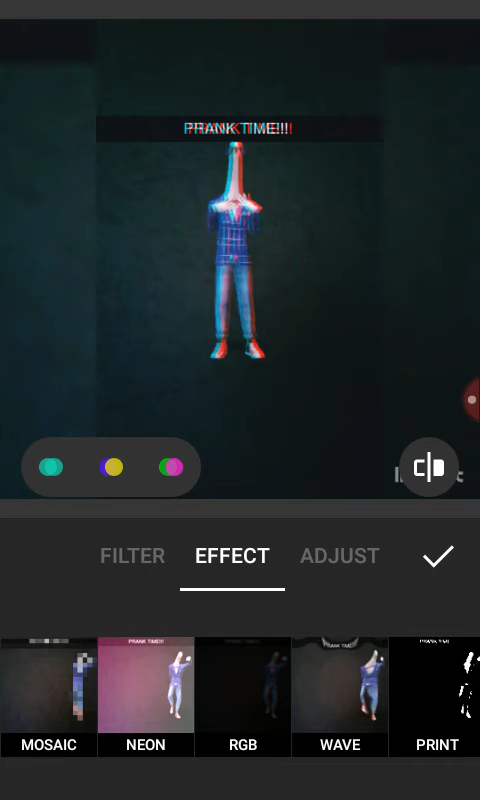 PRANK TIME!!!
FILTER EFFECT ADJUST
PRANK TIME!!!
MOSAIC NEON RGB WAVE PRINT